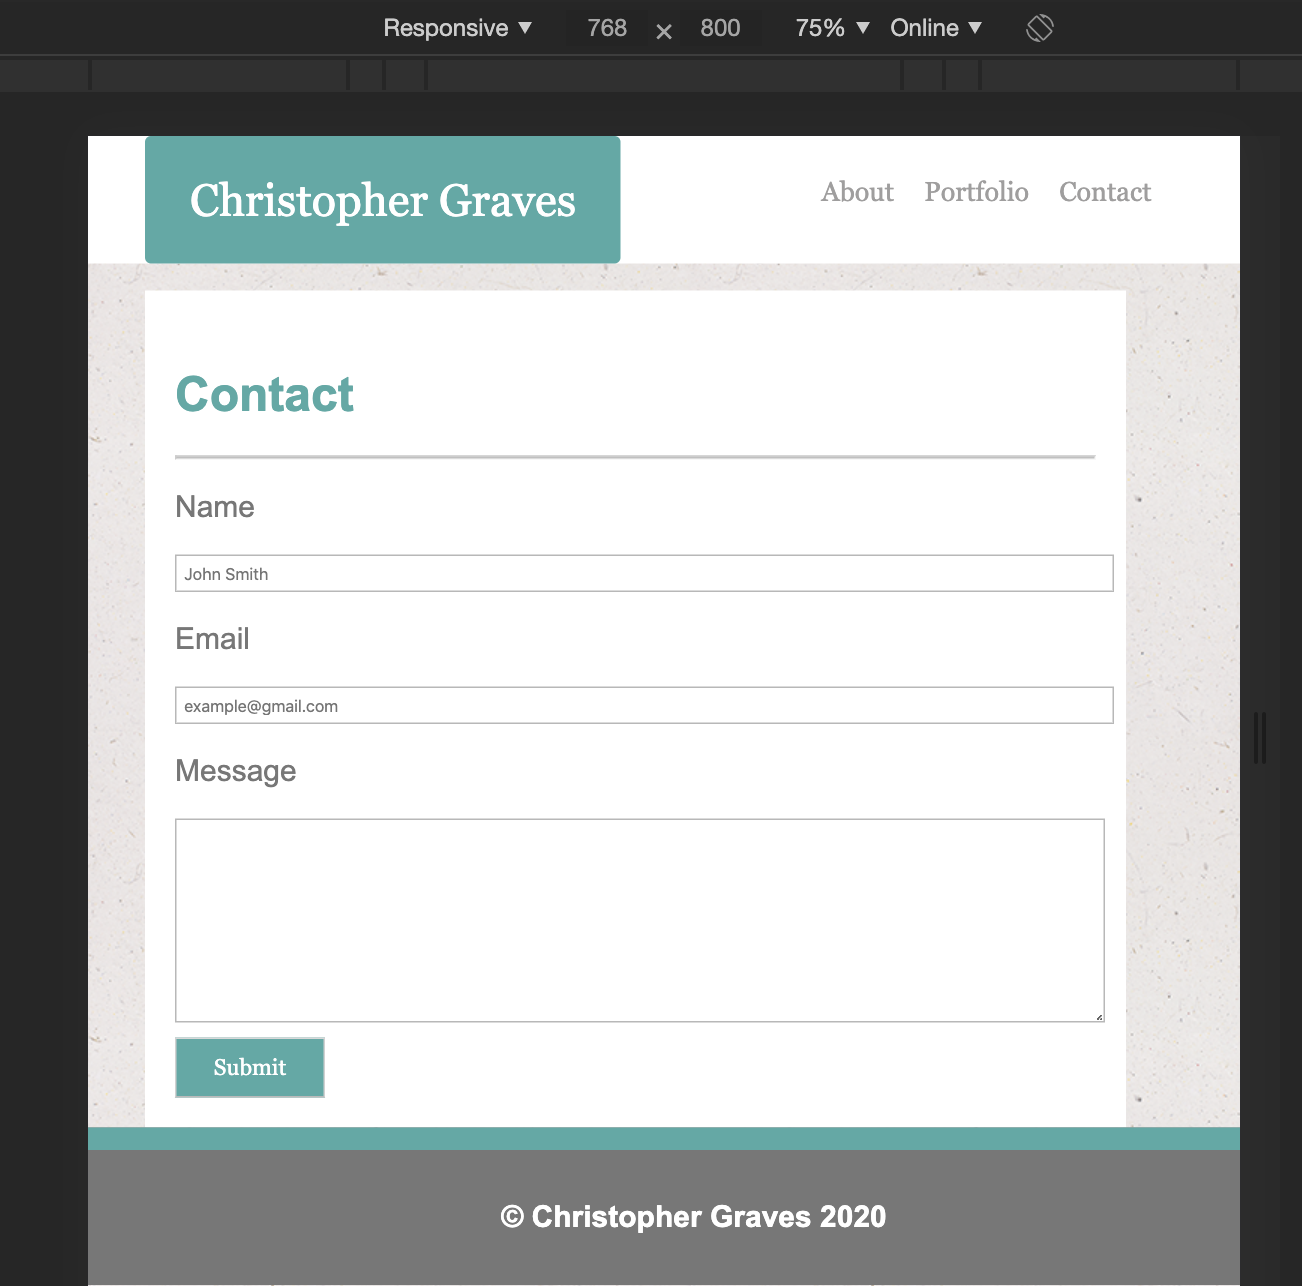 Responsive ▼ 768 × 800 75% ▼ Online ▼
Christopher Graves
About Portfolio Contact
Contact
Name
John Smith
Email
example@gmail.com
Message
Submit
© Christopher Graves 2020